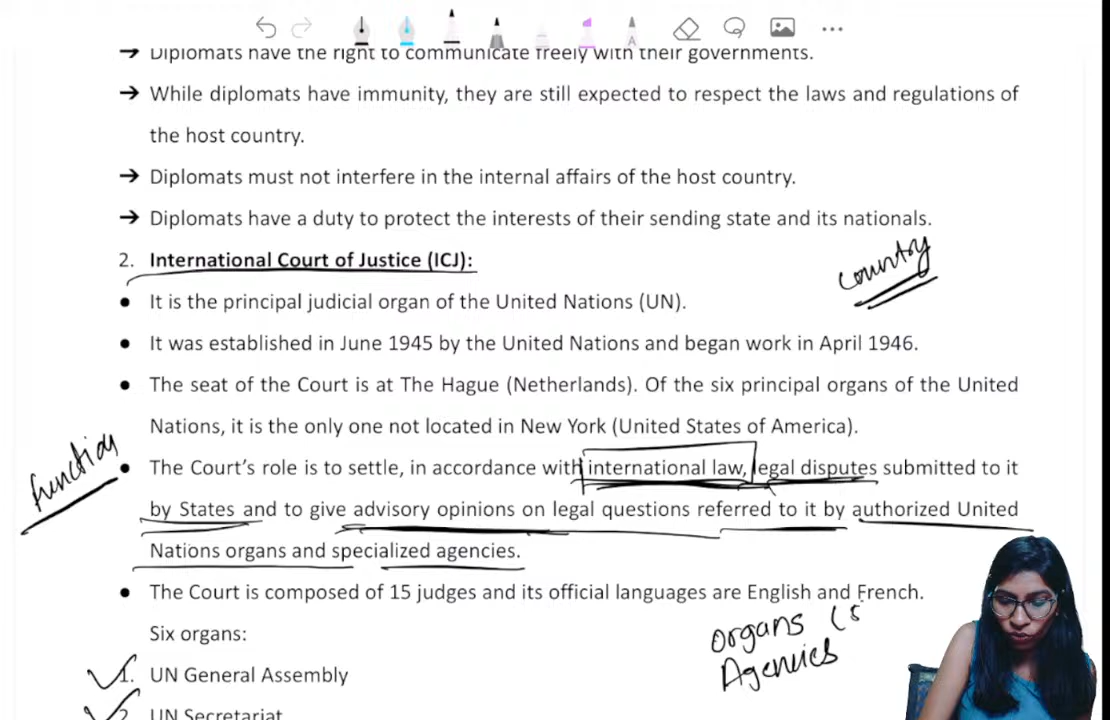 → Diplomats have the right to communicate freely with their governments.
→ While diplomats have immunity, they are still expected to respect the laws and regulations of
the host country.
→ Diplomats must not interfere in the internal affairs of the host country.
→ Diplomats have a duty to protect the interests of their sending state and its nationals.
country
2. International Court of Justice (ICJ):
● It is the principal judicial organ of the United Nations (UN).
● It was established in June 1945 by the United Nations and began work in April 1946.
● The seat of the Court is at The Hague (Netherlands). Of the six principal organs of the United
Nations, it is the only one not located in New York (United States of America).
function
● The Court's role is to settle, in accordance with international law, legal disputes submitted to it
by States and to give advisory opinions on legal questions referred to it by authorized United
Nations organs and specialized agencies.
● The Court is composed of 15 judges and its official languages are English and French.
organs (
Agencies
Six organs:
1. UN General Assembly
2. UN Secretariat